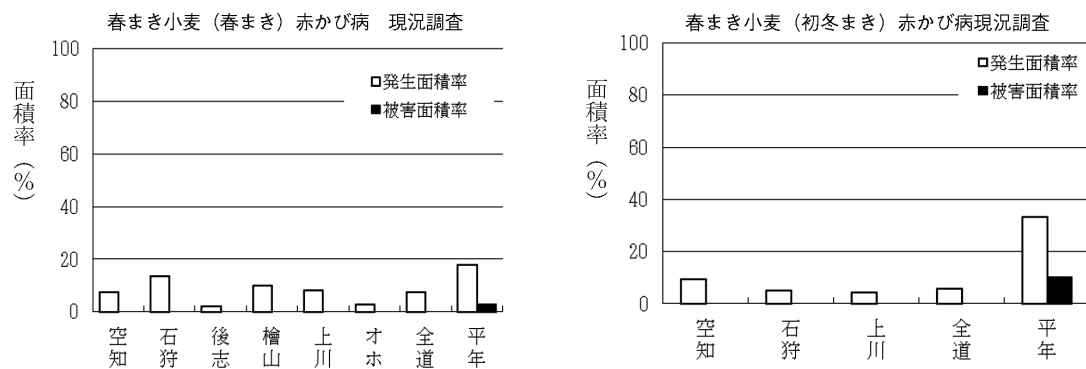 春まき小麦（春まき）赤かび病　現況調査
100
80
60
40
20
0
面積率（%）
発生面積率
被害面積率
空知
石狩
後志
檜山
上川
オホ
全道
平年
春まき小麦（初冬まき）赤かび病現況調査
100
80
60
40
20
0
面積率（%）
発生面積率
被害面積率
空知
石狩
上川
全道
平年